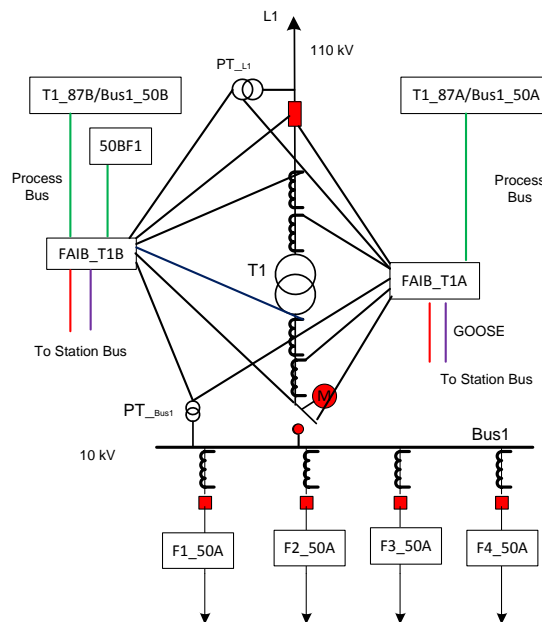 L1
110 kV
PT_L1
T1_87B/Bus1_50B
T1_87A/Bus1_50A
50BF1
Process
Bus
Process
Bus
FAIB_T1B
T1
FAIB_T1A
GOOSE
To Station Bus
To Station Bus
M
PT_Bus1
Bus1
10 kV
F1_50A
F2_50A
F3_50A
F4_50A